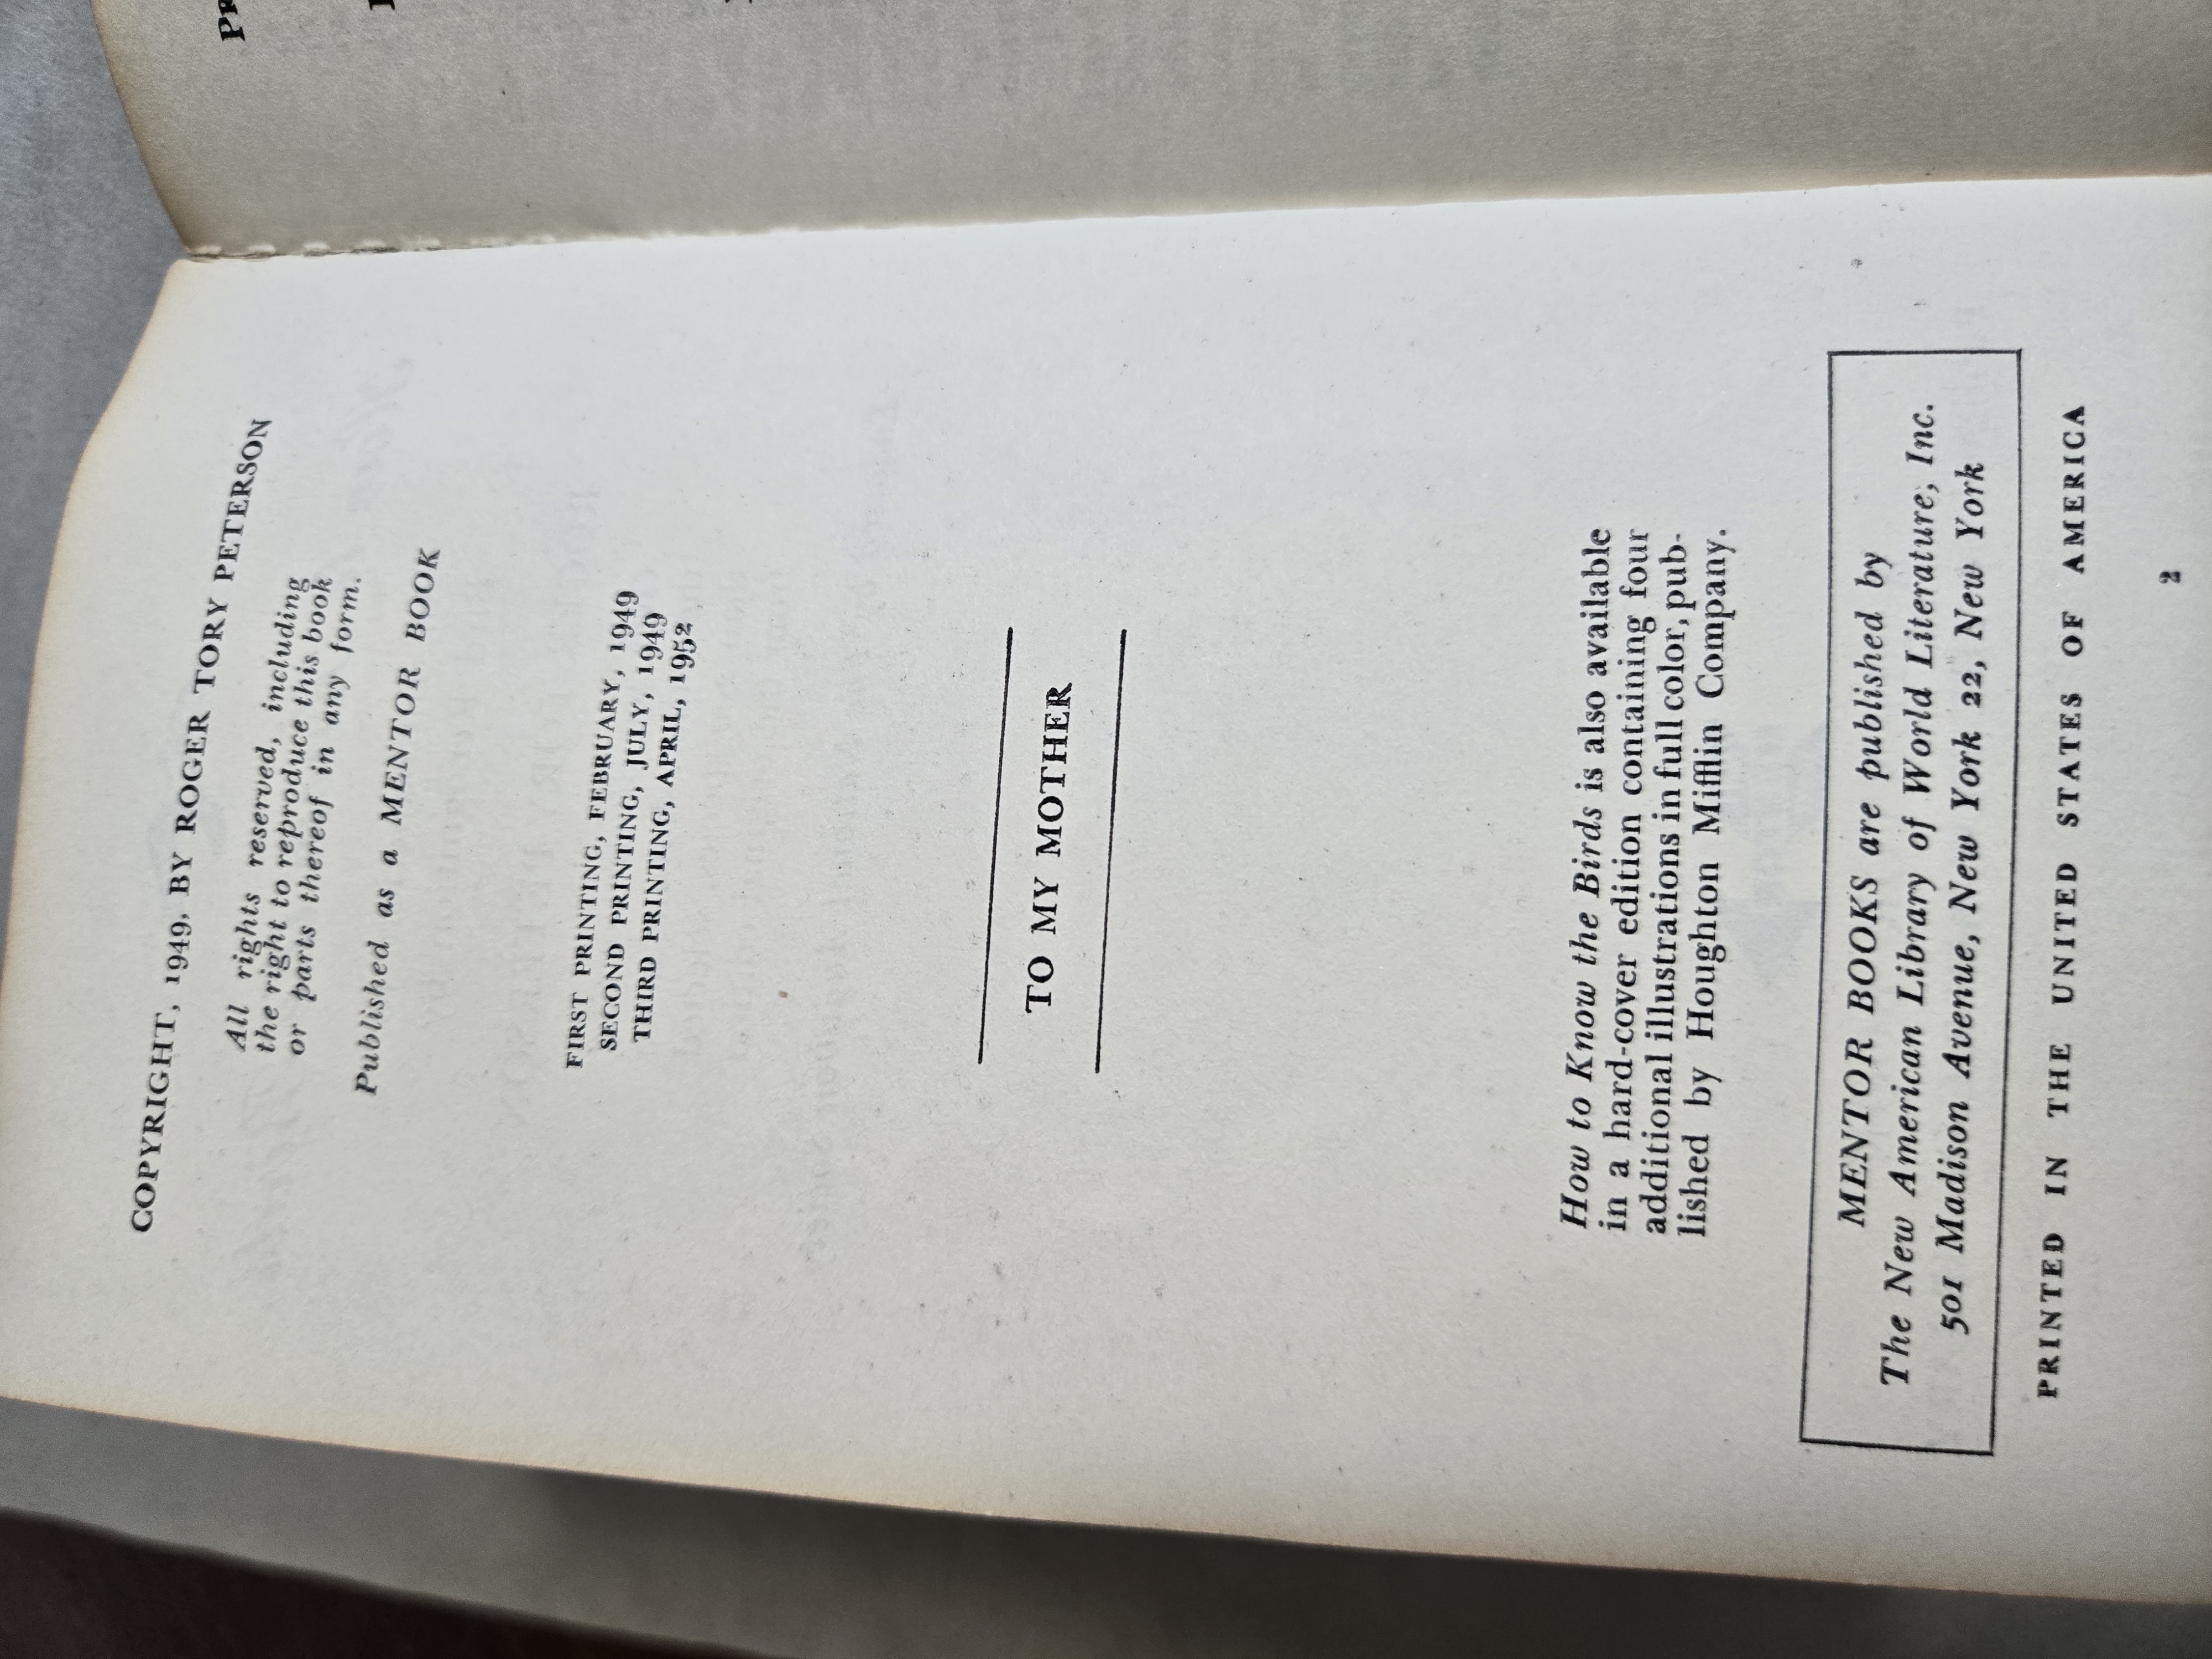 COPYRIGHT, 1949, BY ROGER TORY PETERSON
All rights reserved, including
the right to reproduce this book
or parts thereof in any form.
Published as a MENTOR BOOK
FIRST PRINTING, FEBRUARY, 1949
SECOND PRINTING, JULY, 1949
THIRD PRINTING, APRIL, 1952
TO MY MOTHER
How to Know the Birds is also available
in a hard-cover edition containing four
additional illustrations in full color, pub-
lished by Houghton Mifflin Company.
MENTOR BOOKS are published by
The New American Library of World Literature, Inc.
501 Madison Avenue, New York 22, New York
PRINTED IN THE UNITED STATES OF AMERICA
2